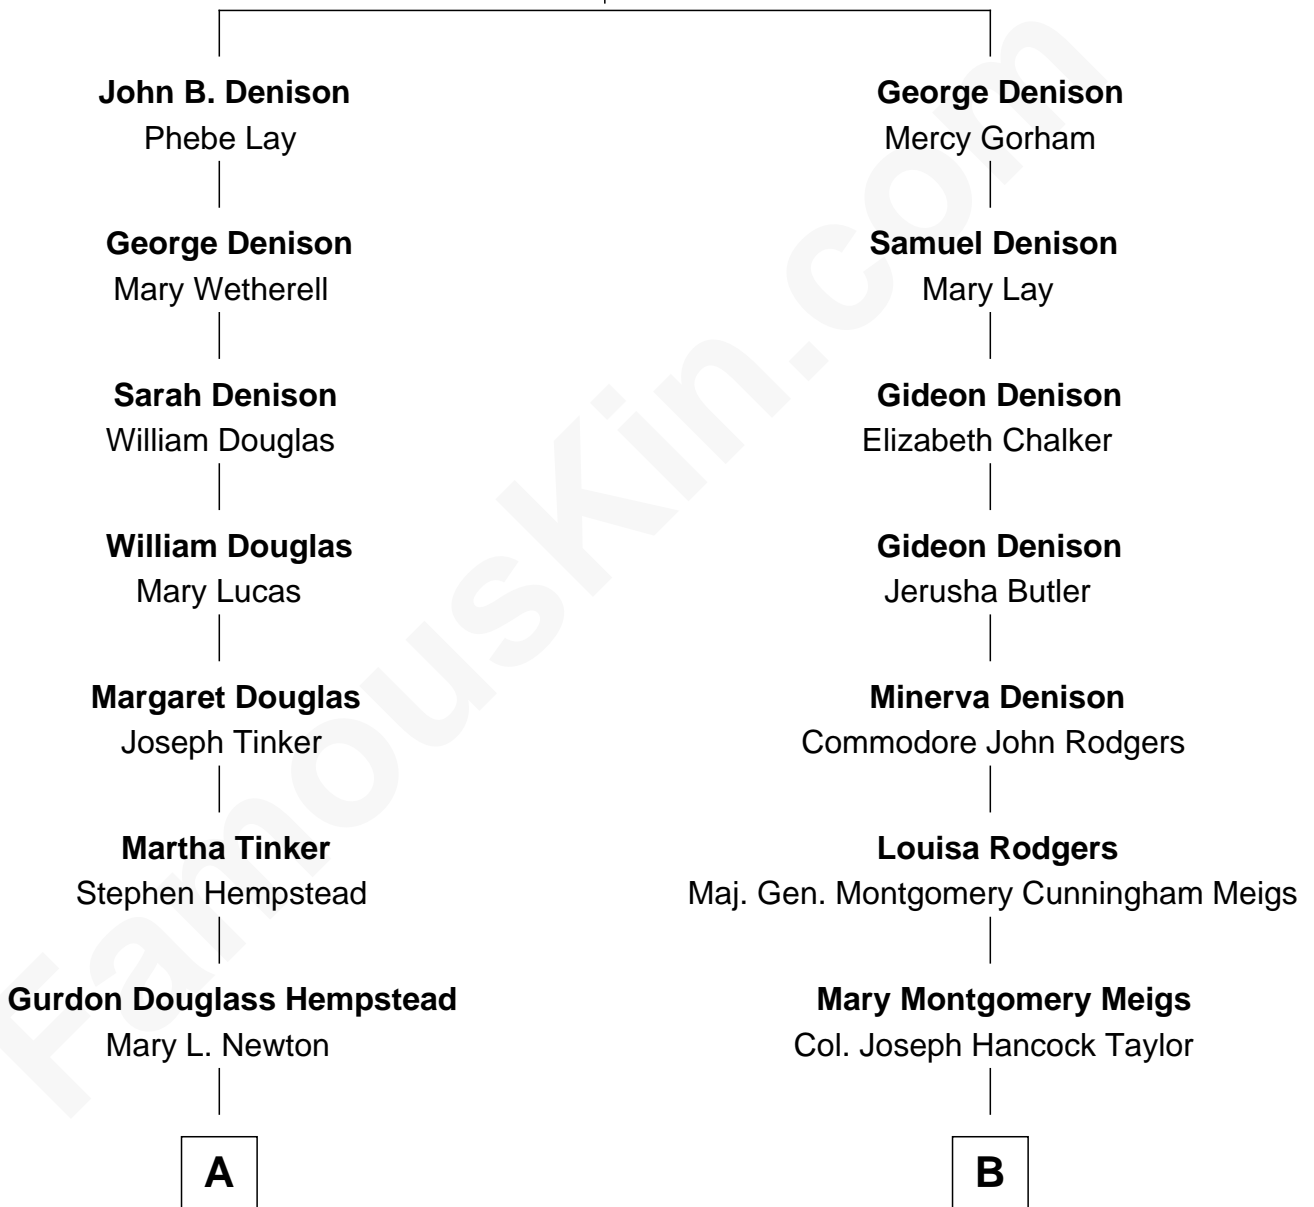 John B. Denison
Phebe Lay
George Denison
Mary Wetherell
Sarah Denison
William Douglas
William Douglas
Mary Lucas
Margaret Douglas
Joseph Tinker
Martha Tinker
Stephen Hempstead
Gurdon Douglass Hempstead
Mary L. Newton
A
George Denison
Mercy Gorham
Samuel Denison
Mary Lay
Gideon Denison
Elizabeth Chalker
Gideon Denison
Jerusha Butler
Minerva Denison
Commodore John Rodgers
Louisa Rodgers
Maj. Gen. Montgomery Cunningham Meigs
Mary Montgomery Meigs
Col. Joseph Hancock Taylor
B
FamousKin.com